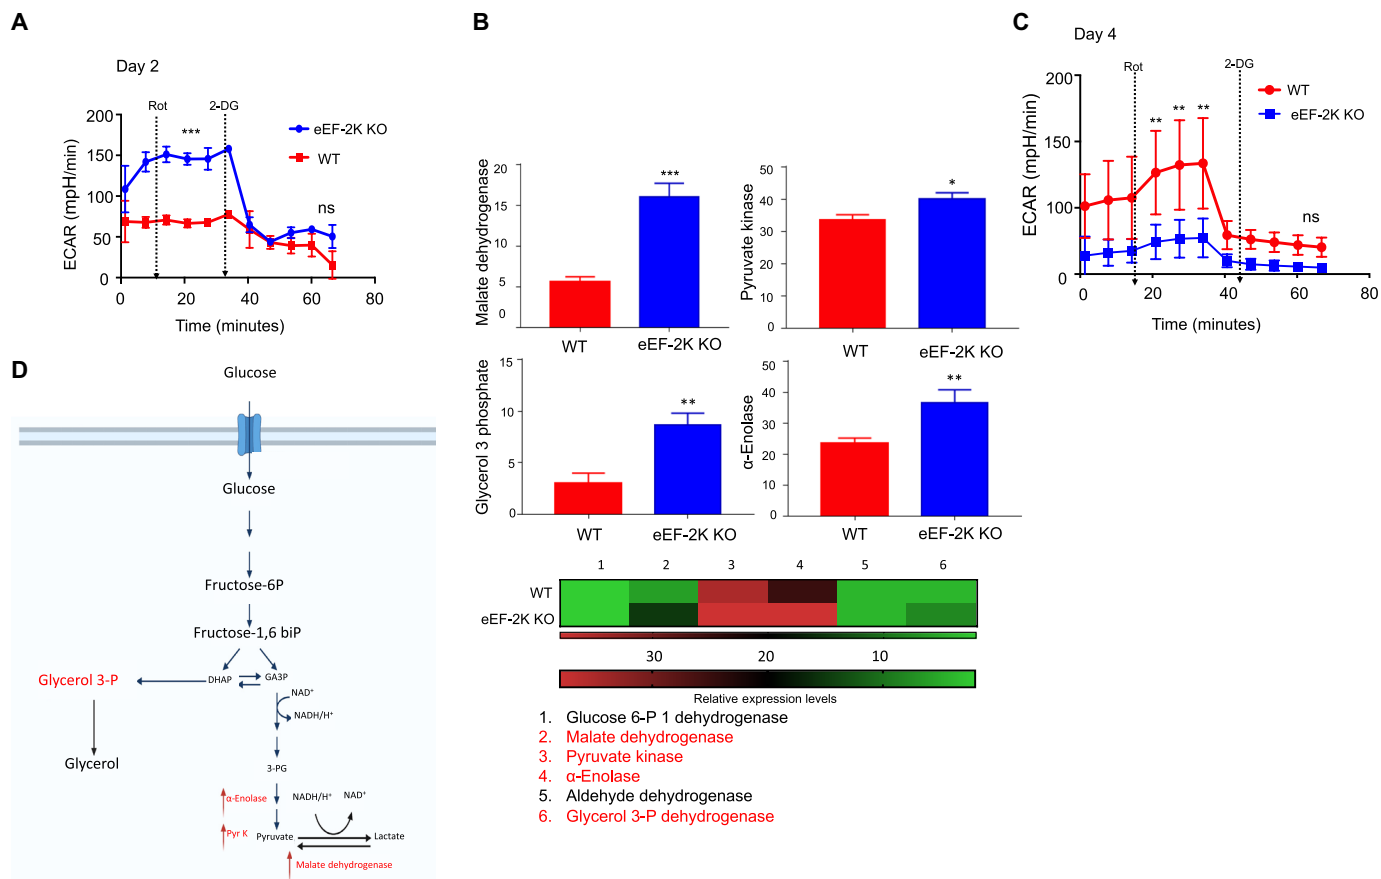 A
Day 2
Rot
2-DG
***
ns
eEF-2K KO
WT
ECAR (mpH/min)
200
150
100
50
0
0
20
40
60
80
Time (minutes)
B
Malate dehydrogenase
20
15
10
5
0
***
WT
eEF-2K KO
Pyruvate kinase
50
40
30
20
10
0
*
WT
eEF-2K KO
Glycerol 3 phosphate
15
10
5
0
**
WT
eEF-2K KO
α-Enolase
50
40
30
20
10
0
**
WT
eEF-2K KO
1 2 3 4 5 6
WT
eEF-2K KO
30 20 10
Relative expression levels
1. Glucose 6-P 1 dehydrogenase
2. Malate dehydrogenase
3. Pyruvate kinase
4. α-Enolase
5. Aldehyde dehydrogenase
6. Glycerol 3-P dehydrogenase
C
Day 4
Rot
2-DG
** ** **
ns
WT
eEF-2K KO
ECAR (mpH/min)
200
150
100
50
0
0
20
40
60
80
Time (minutes)
D
Glucose
Glucose
Fructose-6P
Fructose-1,6 biP
Glycerol 3-P
DHAP
GA3P
NAD⁺
NADH/H⁺
Glycerol
3-PG
α-Enolase
NADH/H⁺
NAD⁺
Pyr K
Pyruvate
Lactate
Malate dehydrogenase